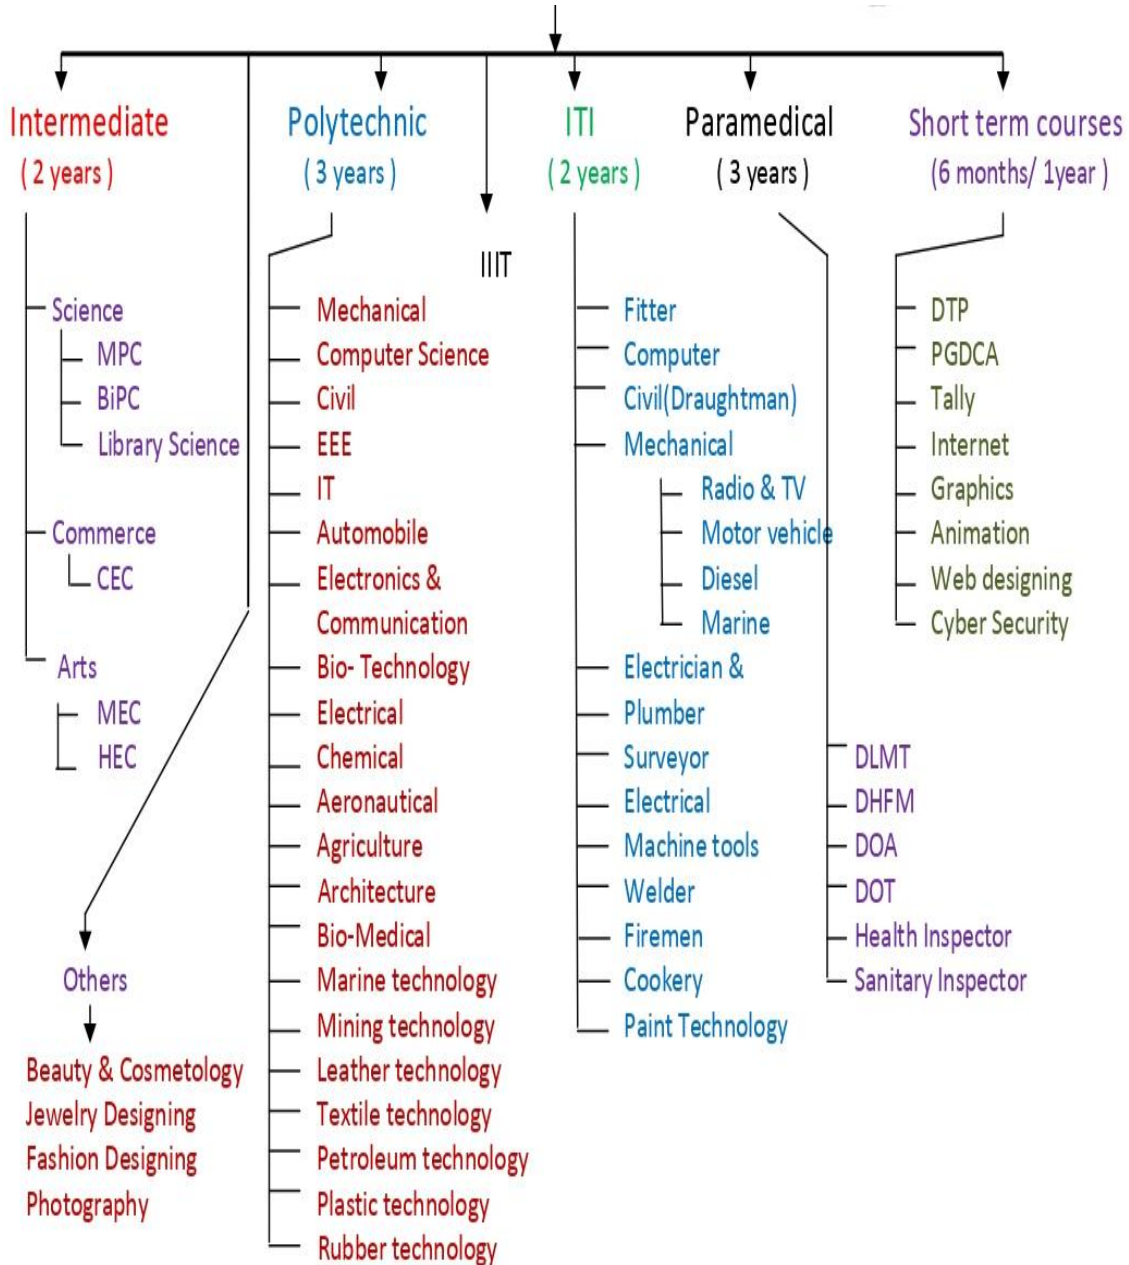 Intermediate
( 2 years )
Science
MPC
BiPC
Library Science
Commerce
CEC
Arts
MEC
HEC
Others
Beauty & Cosmetology
Jewelry Designing
Fashion Designing
Photography
Polytechnic
( 3 years )
Mechanical
Computer Science
Civil
EEE
IT
Automobile
Electronics &
Communication
Bio- Technology
Electrical
Chemical
Aeronautical
Agriculture
Architecture
Bio-Medical
Marine technology
Mining technology
Leather technology
Textile technology
Petroleum technology
Plastic technology
Rubber technology
IIIT
ITI
( 2 years )
Fitter
Computer
Civil(Draughtman)
Mechanical
Radio & TV
Motor vehicle
Diesel
Marine
Electrician &
Plumber
Surveyor
Electrical
Machine tools
Welder
Firemen
Cookery
Paint Technology
Paramedical
( 3 years )
DLMT
DHFM
DOA
DOT
Health Inspector
Sanitary Inspector
Short term courses
(6 months/ 1year )
DTP
PGDCA
Tally
Internet
Graphics
Animation
Web designing
Cyber Security